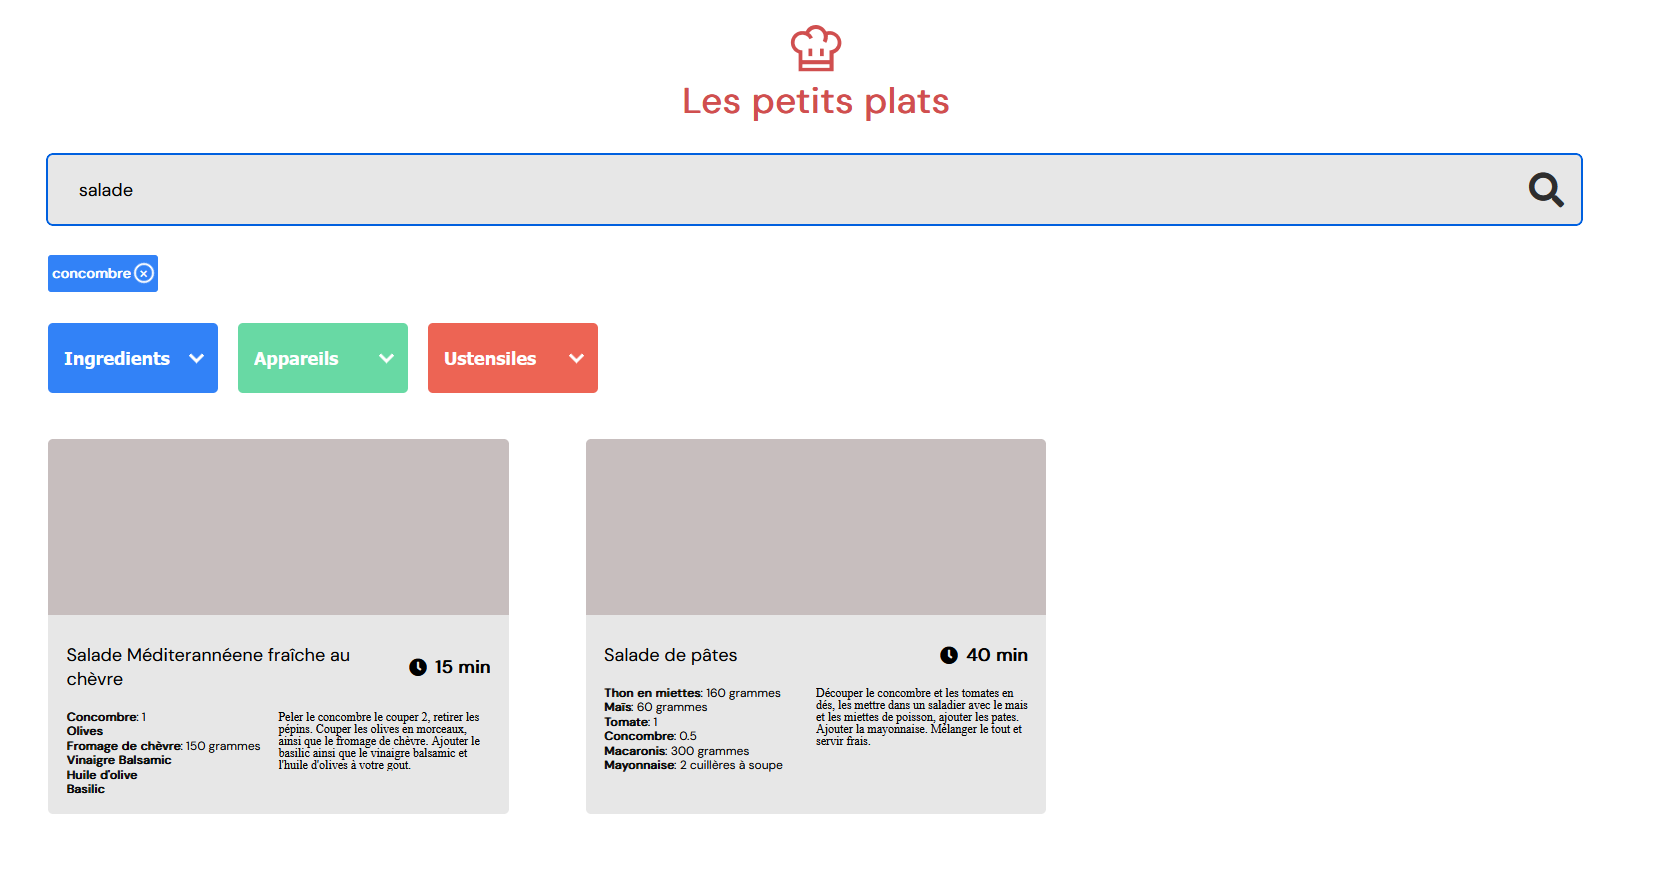 Les petits plats
salade
concombre
Ingredients
Appareils
Ustensiles
Salade Méditerannéene fraîche au
chèvre
15 min
Concombre: 1
Olives
Fromage de chèvre: 150 grammes
Vinaigre Balsamic
Huile d'olive
Basilic
Peler le concombre le couper 2, retirer les
pépins. Couper les olives en morceaux,
ainsi que le fromage de chèvre. Ajouter le
basilic ainsi que le vinaigre balsamic et
l'huile d'olives à votre gout.
Salade de pâtes
40 min
Thon en miettes: 160 grammes
Maïs: 60 grammes
Tomate: 1
Concombre: 0.5
Macaronis: 300 grammes
Mayonnaise: 2 cuillères à soupe
Découper le concombre et les tomates en
dés, les mettre dans un saladier avec le mais
et les miettes de poisson, ajouter les pates.
Ajouter la mayonnaise. Mélanger le tout et
servir frais.